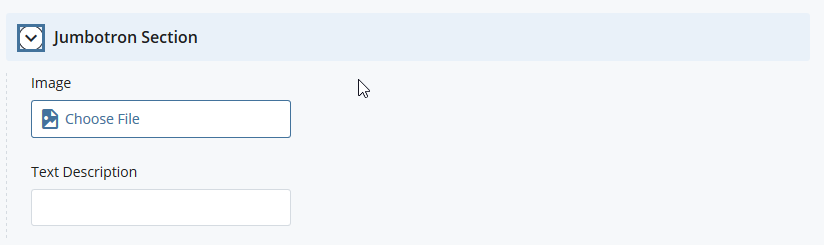 Jumbotron Section
Image
Choose File
Text Description